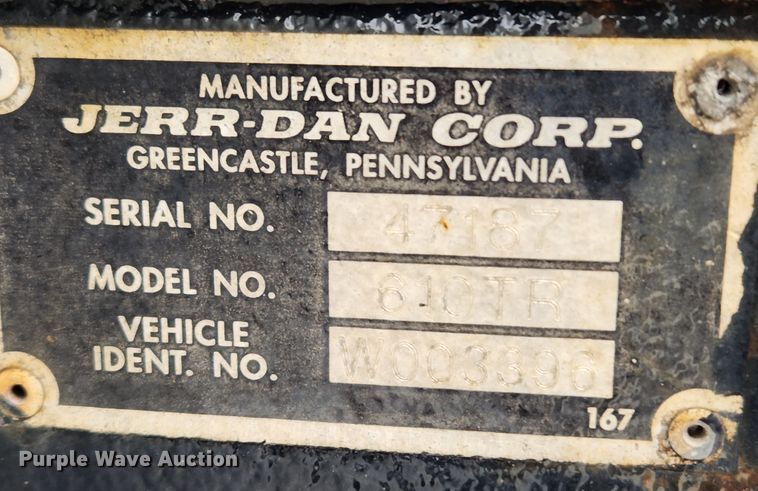 MANUFACTURED BY
JERR-DAN CORP.
GREENCASTLE, PENNSYLVANIA
SERIAL NO. 47187
MODEL NO. 610TR
VEHICLE
IDENT. NO. W003396
167
Purple Wave Auction